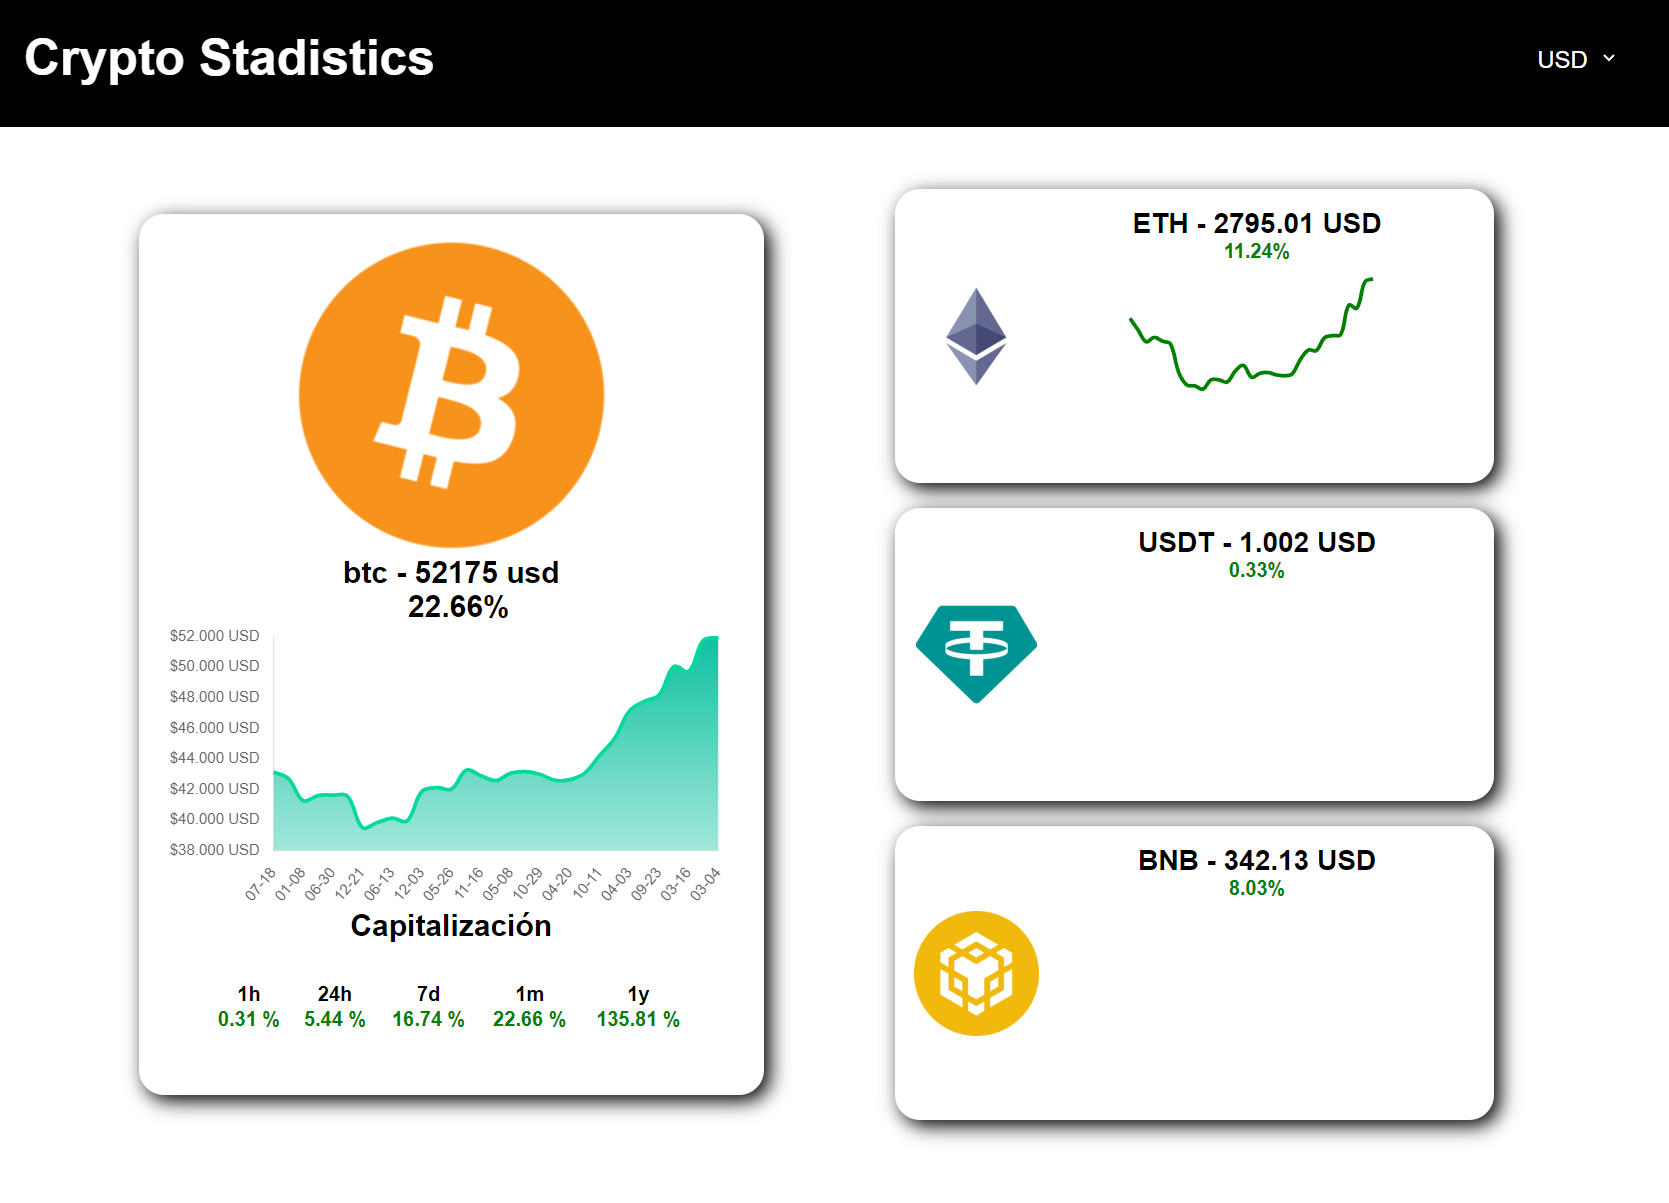 Crypto Stadistics
USD
btc - 52175 usd
22.66%
$52.000 USD
$50.000 USD
$48.000 USD
$46.000 USD
$44.000 USD
$42.000 USD
$40.000 USD
$38.000 USD
07-18 01-08 06-30 12-21 06-13 12-03 05-26 11-16 05-08 10-29 04-20 10-11 04-03 09-23 03-16 03-04
Capitalización
1h 24h 7d 1m 1y
0.31 % 5.44 % 16.74 % 22.66 % 135.81 %
ETH - 2795.01 USD
11.24%
USDT - 1.002 USD
0.33%
BNB - 342.13 USD
8.03%